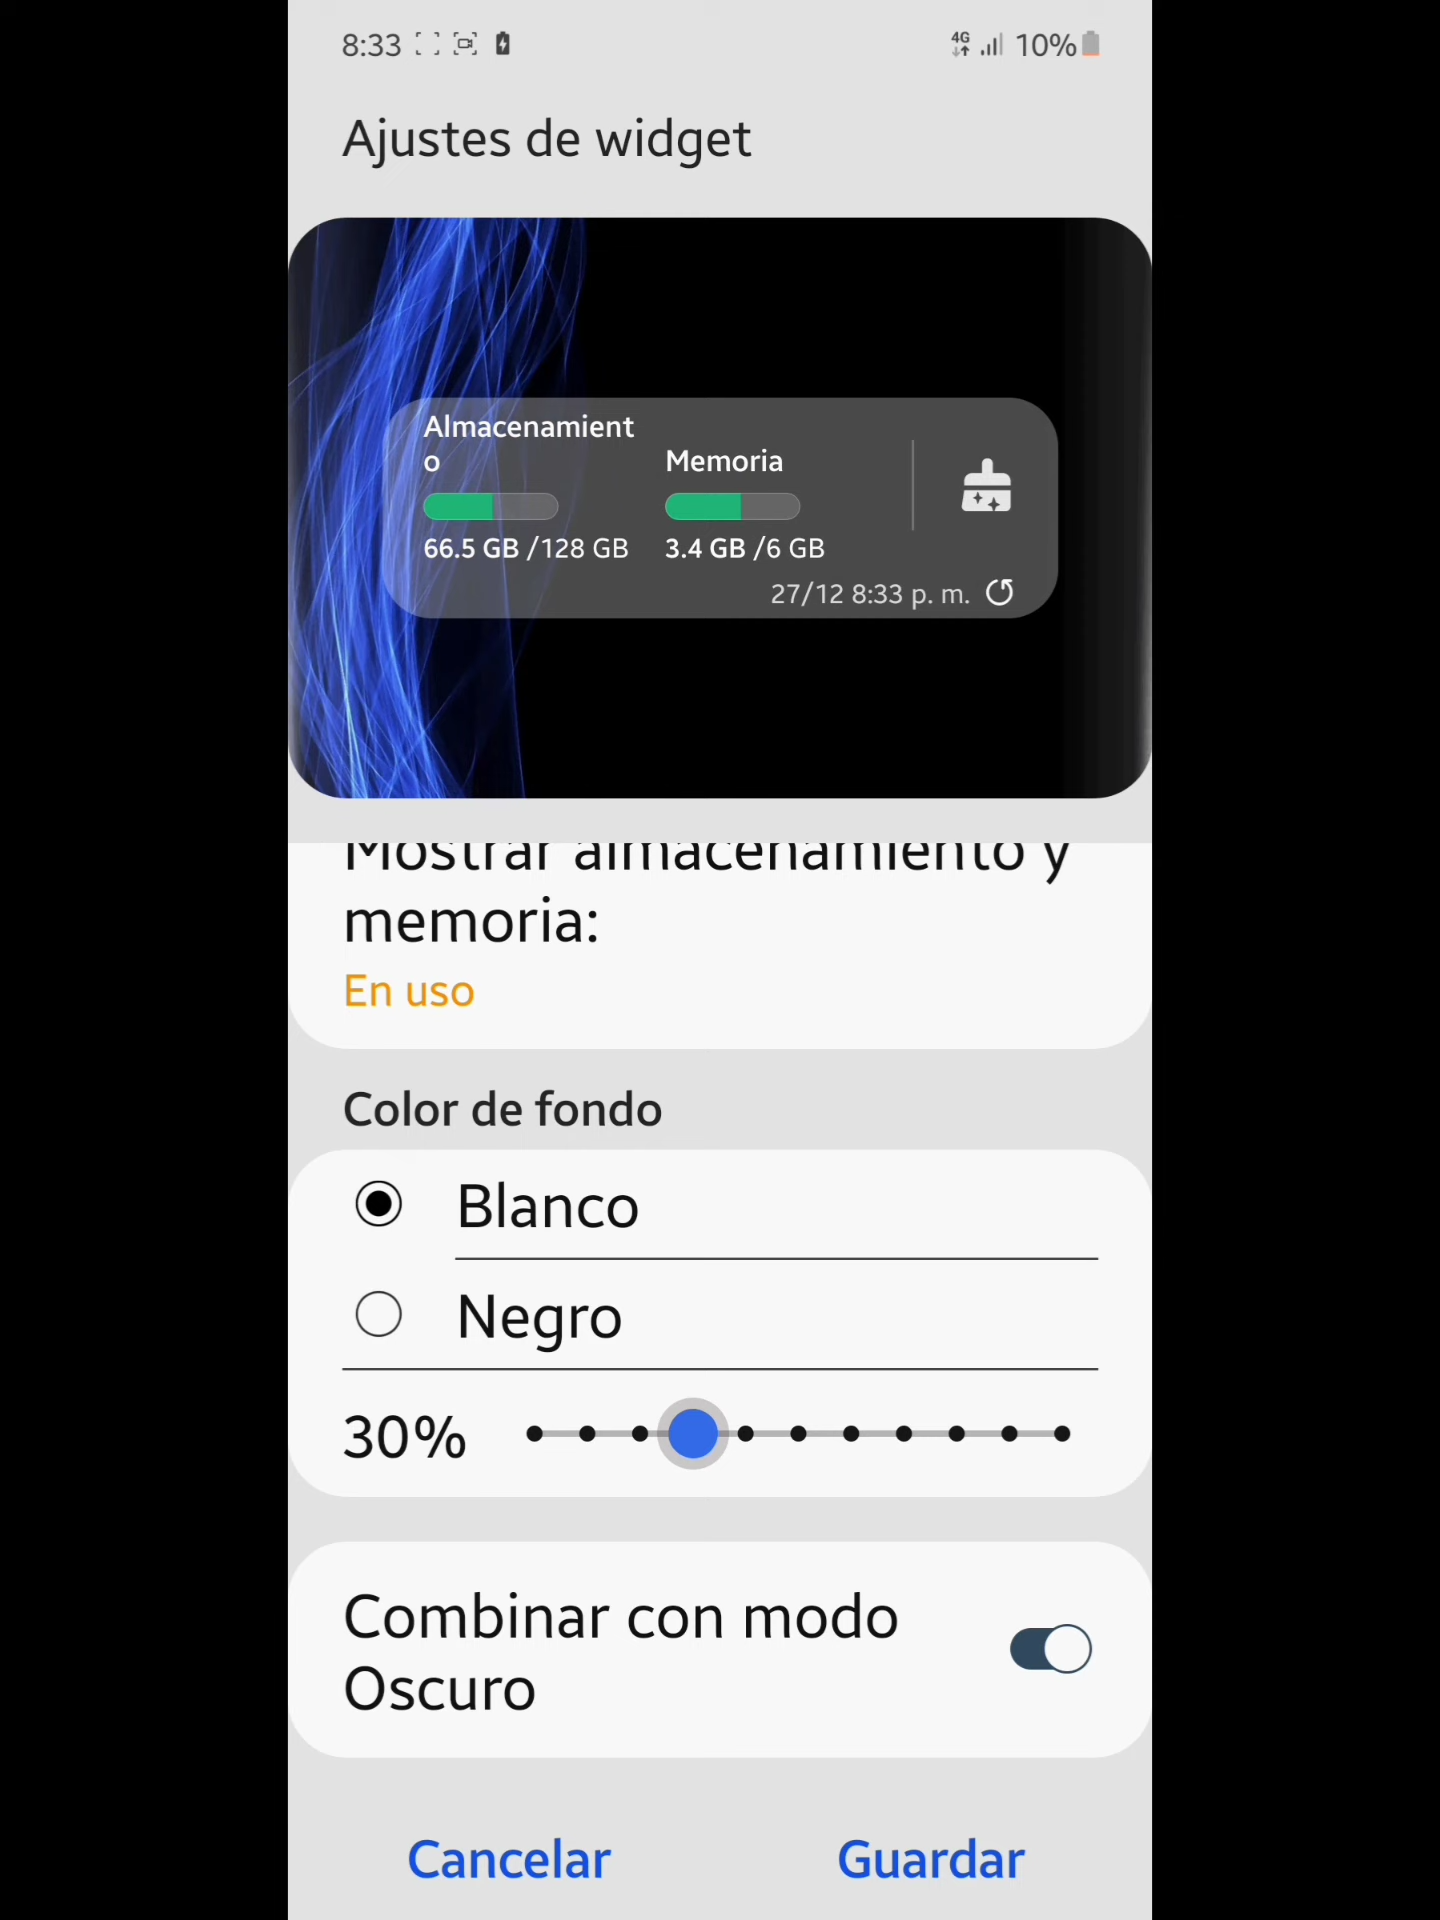 8:33 4G 10%
Ajustes de widget
Almacenamient
o
Memoria
66.5 GB /128 GB
3.4 GB /6 GB
27/12 8:33 p. m.
Mostrar almacenamiento y
memoria:
En uso
Color de fondo
Blanco
Negro
30%
Combinar con modo
Oscuro
Cancelar
Guardar